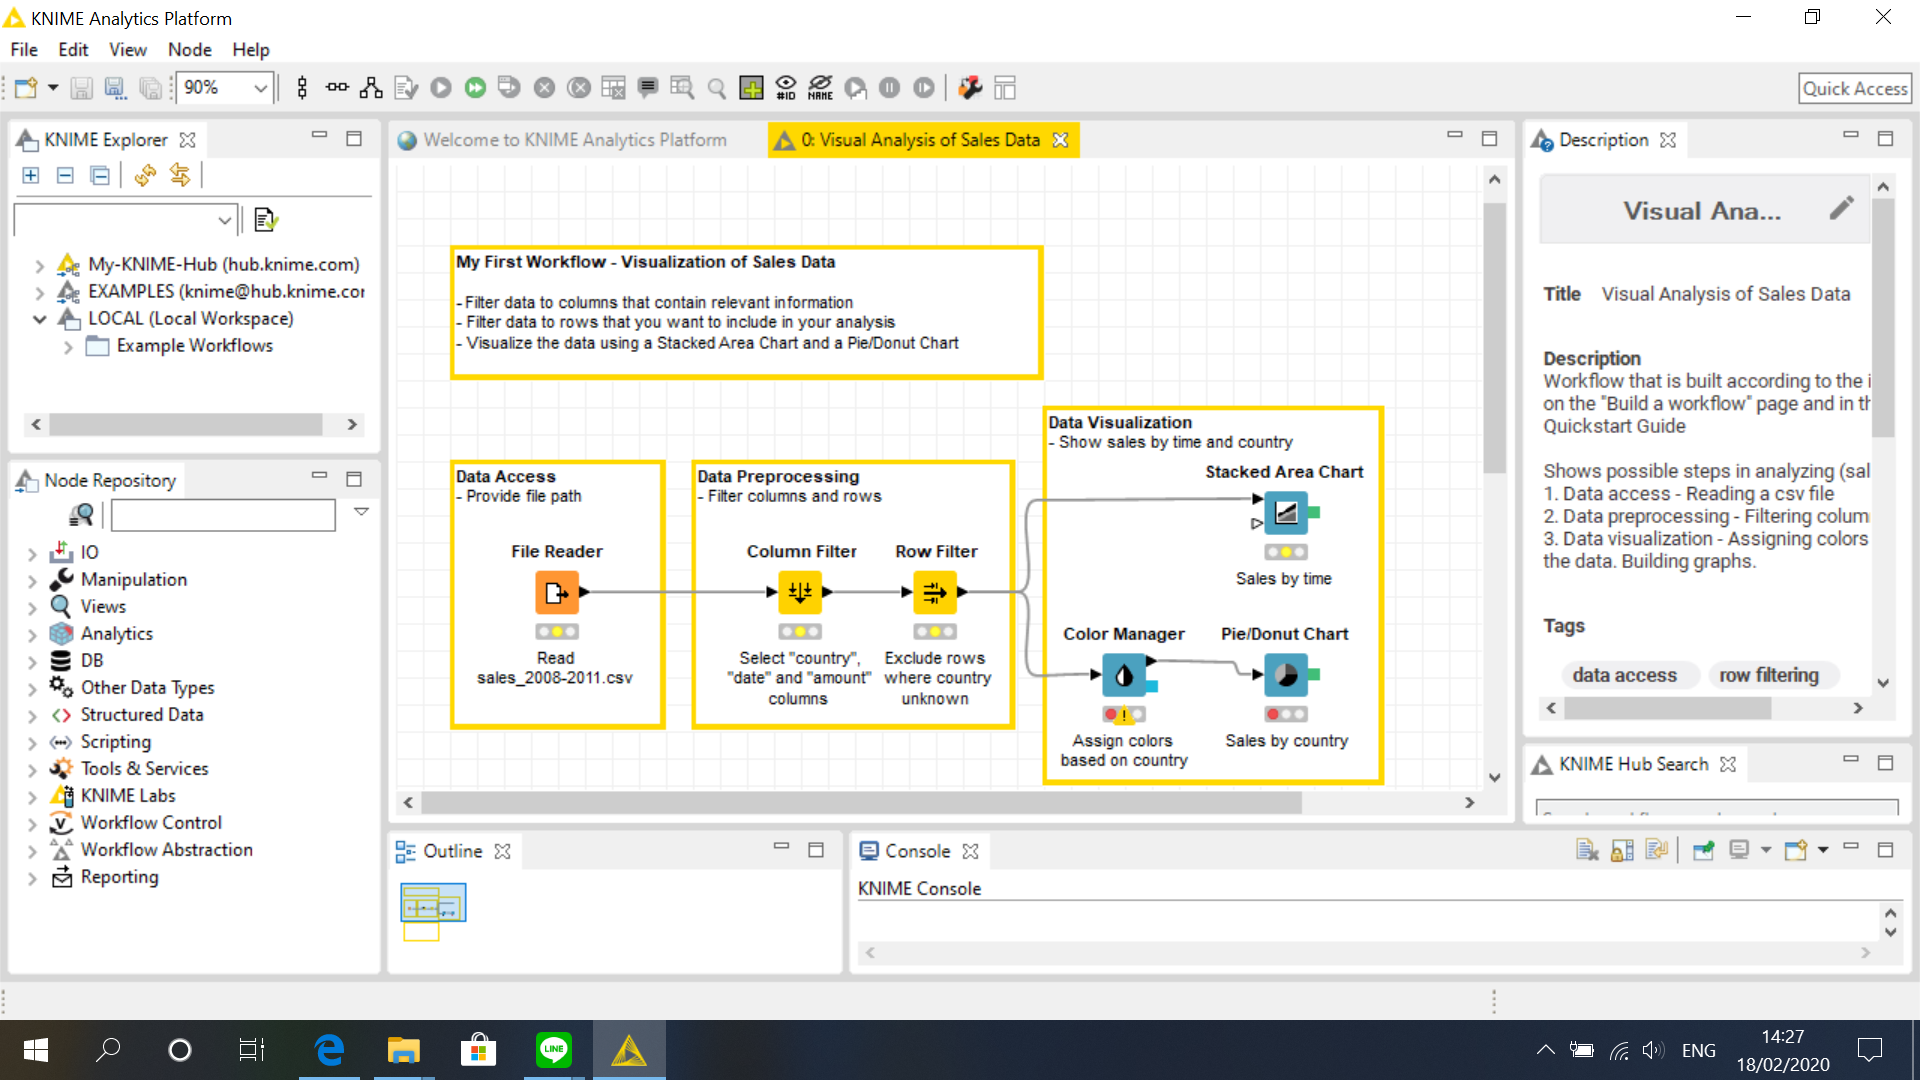 KNIME Analytics Platform
File Edit View Node Help
90%
#ID
NAME
Quick Access
KNIME Explorer
My-KNIME-Hub (hub.knime.com)
EXAMPLES (knime@hub.knime.cor
LOCAL (Local Workspace)
Example Workflows
Node Repository
IO
Manipulation
Views
Analytics
DB
Other Data Types
Structured Data
Scripting
Tools & Services
KNIME Labs
Workflow Control
Workflow Abstraction
Reporting
Welcome to KNIME Analytics Platform
0: Visual Analysis of Sales Data
My First Workflow - Visualization of Sales Data
- Filter data to columns that contain relevant information
- Filter data to rows that you want to include in your analysis
- Visualize the data using a Stacked Area Chart and a Pie/Donut Chart
Data Access
- Provide file path
File Reader
Read
sales_2008-2011.csv
Data Preprocessing
- Filter columns and rows
Column Filter
Select "country",
"date" and "amount"
columns
Row Filter
Exclude rows
where country
unknown
Data Visualization
- Show sales by time and country
Stacked Area Chart
Sales by time
Color Manager
Assign colors
based on country
Pie/Donut Chart
Sales by country
Description
Visual Ana...
Title Visual Analysis of Sales Data
Description
Workflow that is built according to the i
on the "Build a workflow" page and in th
Quickstart Guide
Shows possible steps in analyzing (sal
1. Data access - Reading a csv file
2. Data preprocessing - Filtering colum
3. Data visualization - Assigning colors
the data. Building graphs.
Tags
data access row filtering
KNIME Hub Search
Outline
Console
KNIME Console
LINE
ENG
14:27
18/02/2020